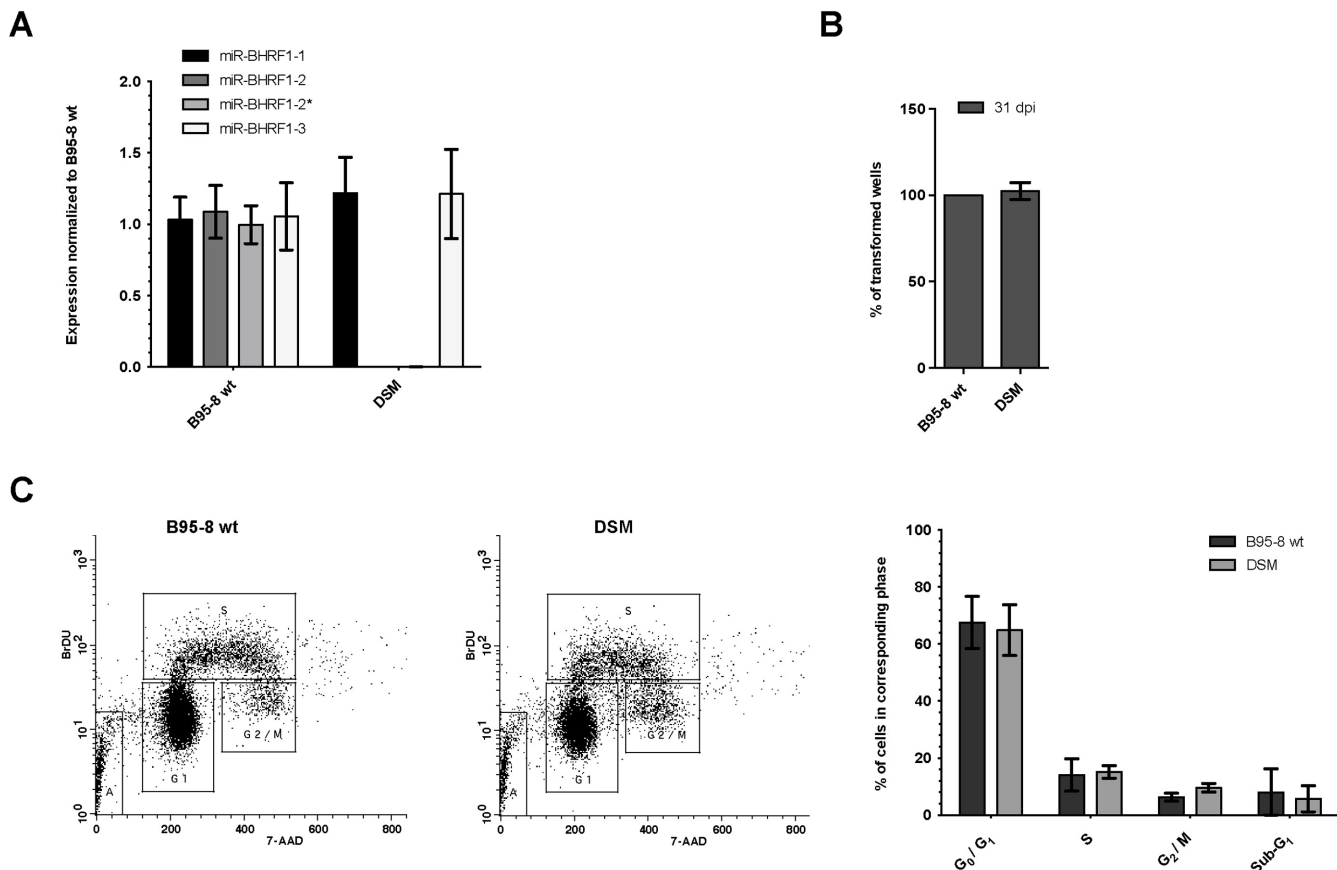 A
miR-BHRF1-1
miR-BHRF1-2
miR-BHRF1-2*
miR-BHRF1-3
Expression normalized to B95-8 wt
2.0
1.5
1.0
0.5
0.0
B95-8 wt
DSM
B
31 dpi
% of transformed wells
150
100
50
0
B95-8 wt
DSM
C
B95-8 wt
BrDU
10³
10²
10¹
10⁰
S
G1
G2/M
A
0
200
400
600
800
7-AAD
DSM
BrDU
10³
10²
10¹
10⁰
S
G1
G2/M
A
0
200
400
600
800
7-AAD
B95-8 wt
DSM
% of cells in corresponding phase
100
80
60
40
20
0
G₀/ G₁
S
G₂/ M
Sub-G₁